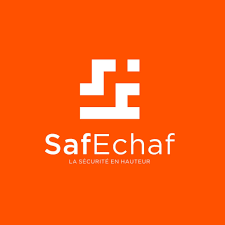 SafEchaf
LA SÉCURITÉ EN HAUTEUR